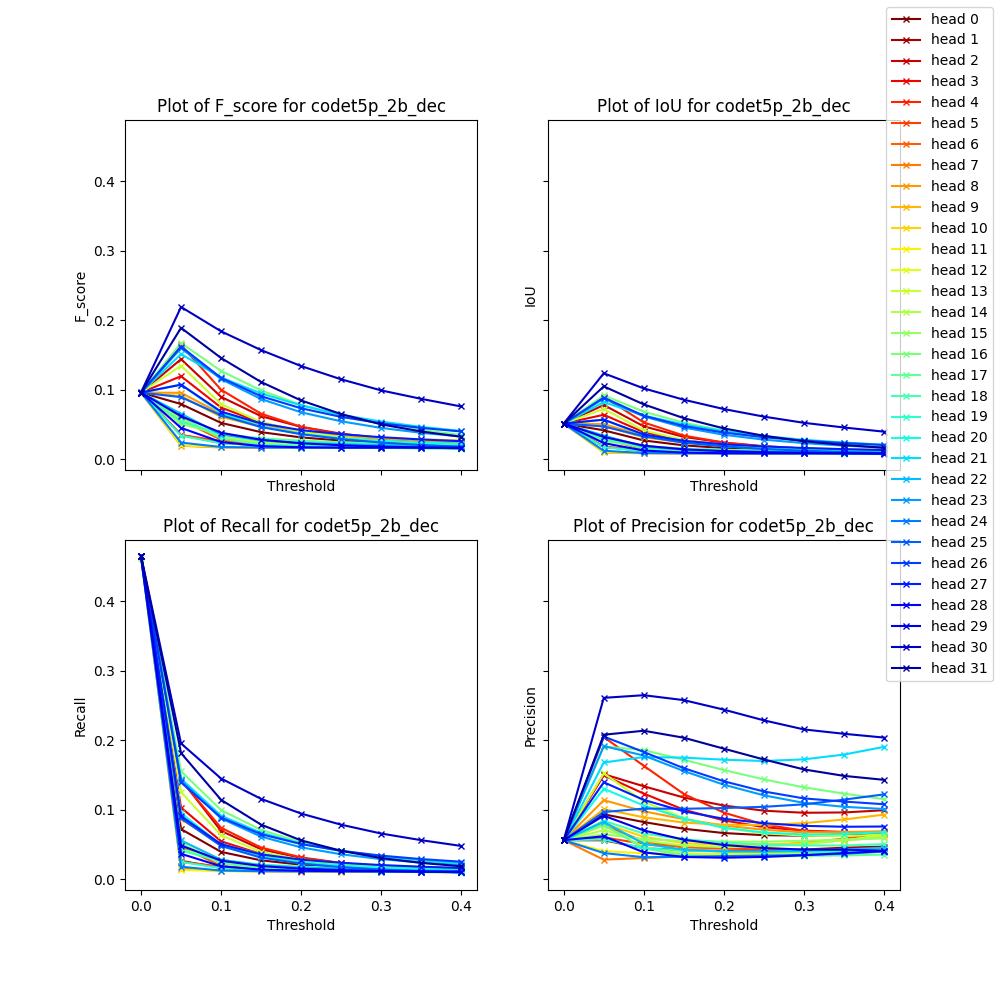 Plot of F_score for codet5p_2b_dec
F_score
0.4
0.3
0.2
0.1
0.0
Threshold
Plot of IoU for codet5p_2b_dec
IoU
Threshold
Plot of Recall for codet5p_2b_dec
Recall
0.4
0.3
0.2
0.1
0.0
0.0 0.1 0.2 0.3 0.4
Threshold
Plot of Precision for codet5p_2b_dec
Precision
0.0 0.1 0.2 0.3 0.4
Threshold
head 0
head 1
head 2
head 3
head 4
head 5
head 6
head 7
head 8
head 9
head 10
head 11
head 12
head 13
head 14
head 15
head 16
head 17
head 18
head 19
head 20
head 21
head 22
head 23
head 24
head 25
head 26
head 27
head 28
head 29
head 30
head 31